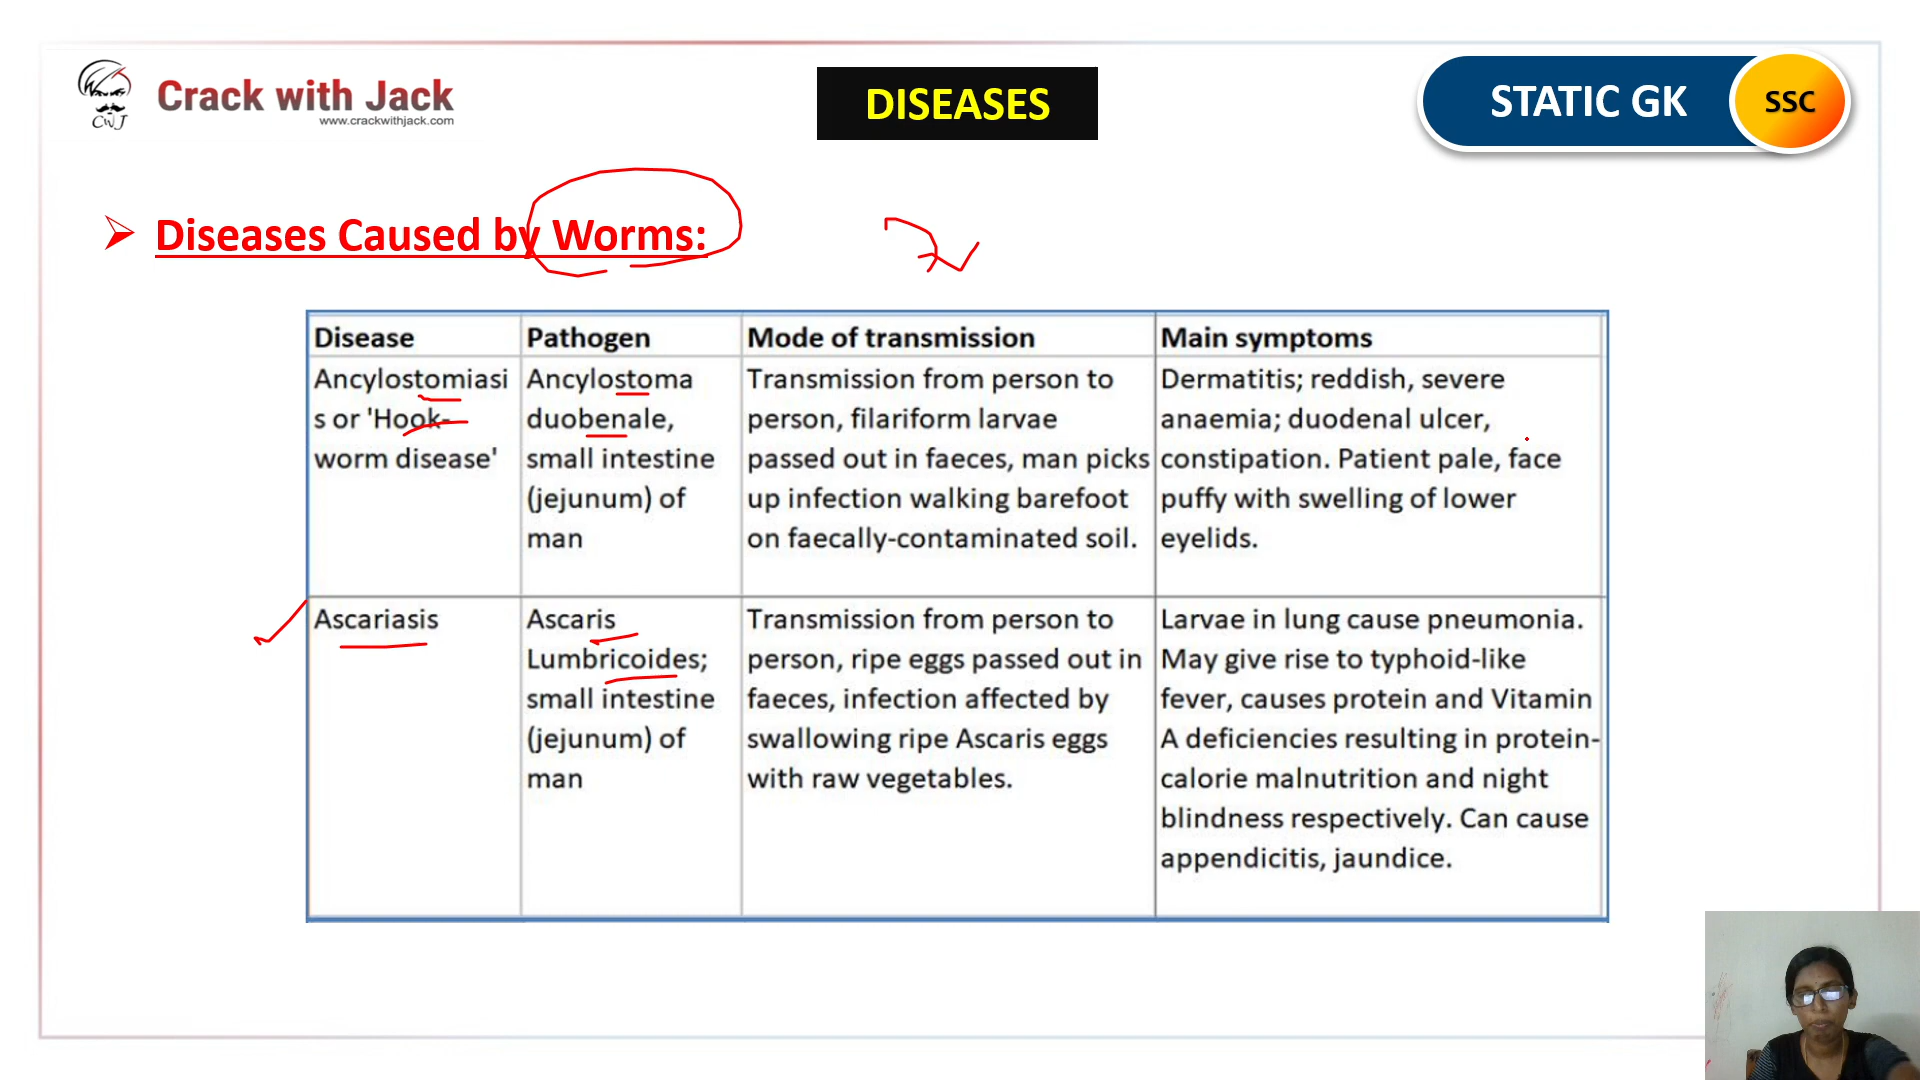 Crack with Jack
www.crackwithjack.com
CWJ
DISEASES
STATIC GK
SSC
Diseases Caused by Worms:
Disease
Pathogen
Mode of transmission
Main symptoms
Ancylostomiasi
s or 'Hook-
worm disease'
Ancylostoma
duobenale,
small intestine
(jejunum) of
man
Transmission from person to
person, filariform larvae
passed out in faeces, man picks
up infection walking barefoot
on faecally-contaminated soil.
Dermatitis; reddish, severe
anaemia; duodenal ulcer,
constipation. Patient pale, face
puffy with swelling of lower
eyelids.
Ascariasis
Ascaris
Lumbricoides;
small intestine
(jejunum) of
man
Transmission from person to
person, ripe eggs passed out in
faeces, infection affected by
swallowing ripe Ascaris eggs
with raw vegetables.
Larvae in lung cause pneumonia.
May give rise to typhoid-like
fever, causes protein and Vitamin
A deficiencies resulting in protein-
calorie malnutrition and night
blindness respectively. Can cause
appendicitis, jaundice.